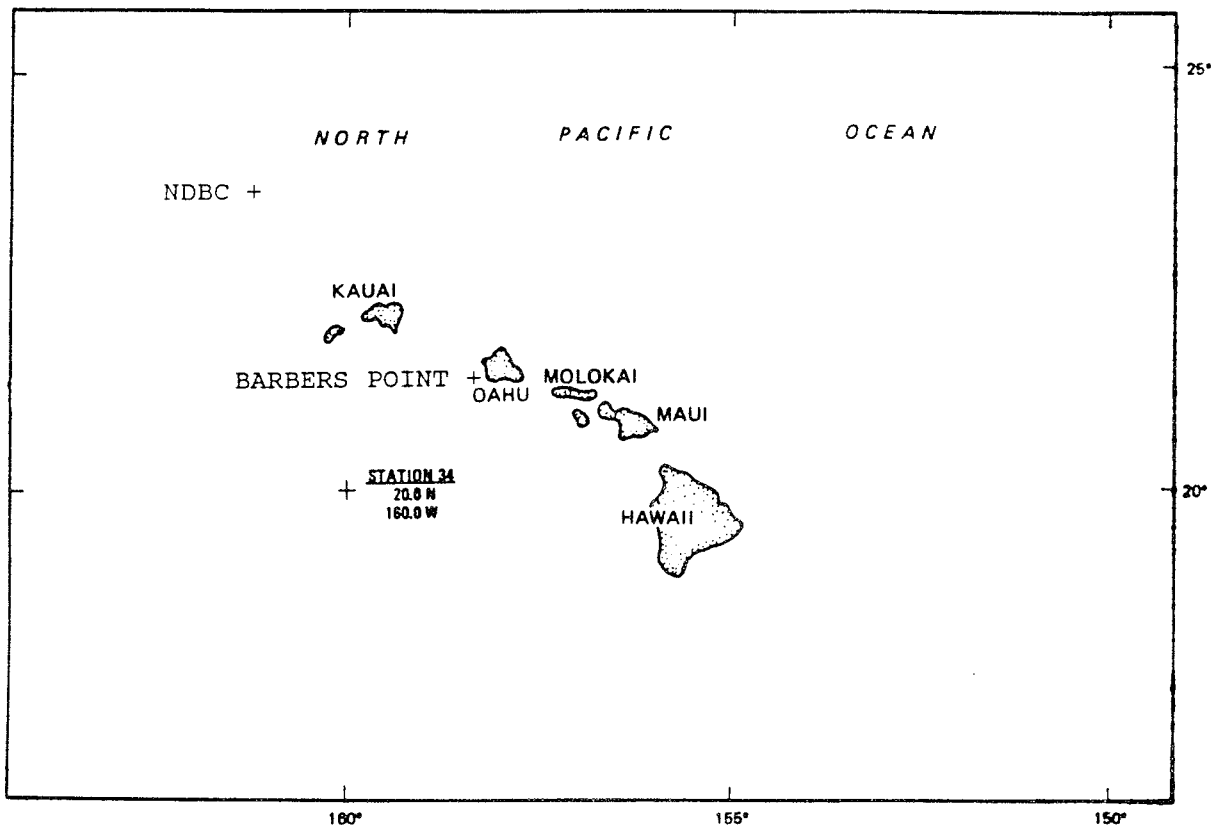 25°
NORTH PACIFIC OCEAN
NDBC +
KAUAI
BARBERS POINT +
OAHU
MOLOKAI
MAUI
STATION 34
20.0 N
160.0 W
20°
HAWAII
160° 155° 150°